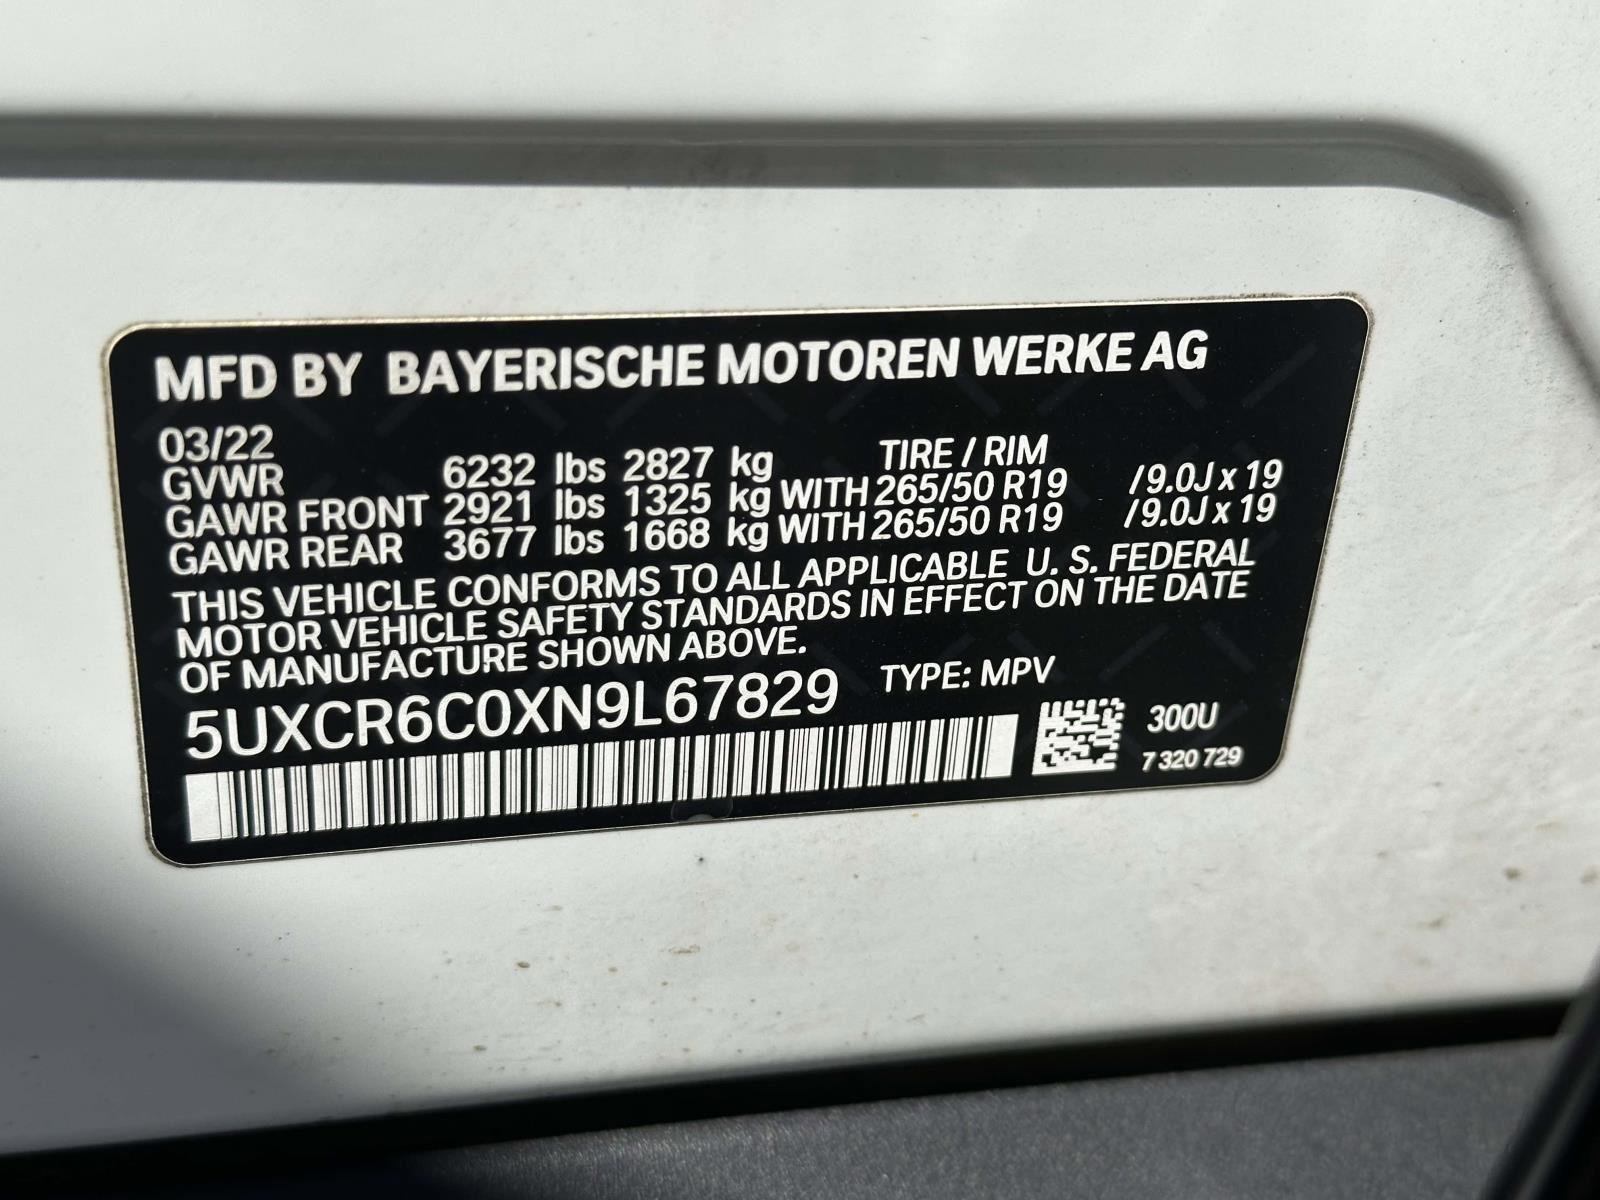 MFD BY BAYERISCHE MOTOREN WERKE AG
03/22
TIRE / RIM
GVWR 6232 lbs 2827 kg
GAWR FRONT 2921 lbs 1325 kg WITH 265/50 R19 /9.0J x 19
GAWR REAR 3677 lbs 1668 kg WITH 265/50 R19 /9.0J x 19
THIS VEHICLE CONFORMS TO ALL APPLICABLE U. S. FEDERAL
MOTOR VEHICLE SAFETY STANDARDS IN EFFECT ON THE DATE
OF MANUFACTURE SHOWN ABOVE.
5UXCR6C0XN9L67829 TYPE: MPV
300U
7 320 729